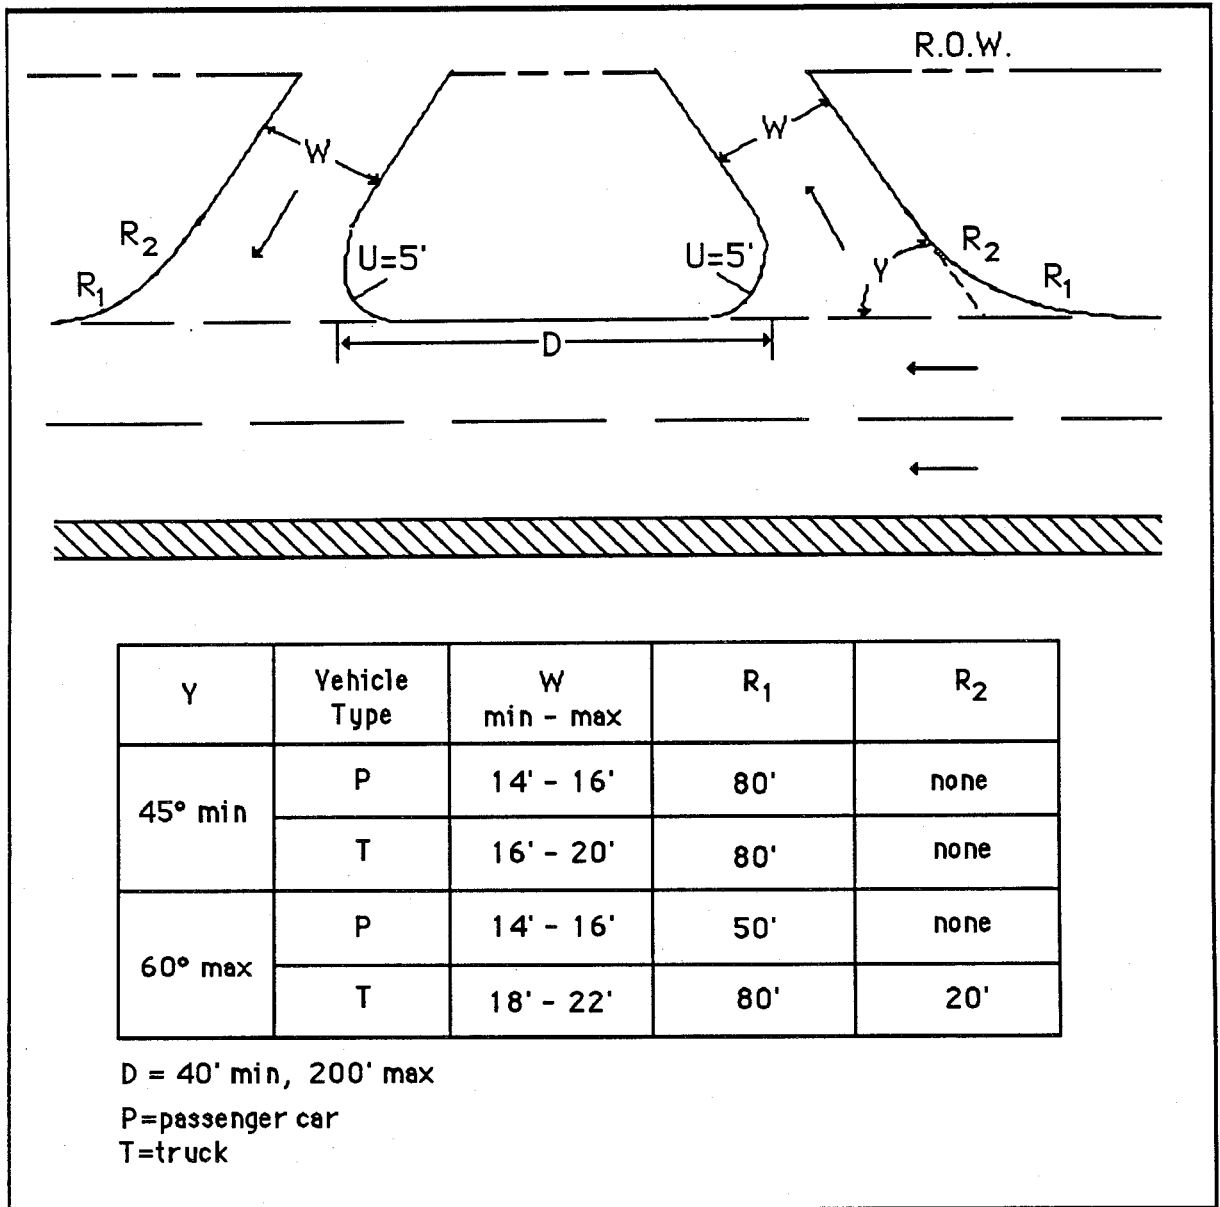 R.O.W.
W
W
R2
R1
U=5'
U=5'
Y
R2
R1
D
Y Vehicle Type W min - max R1 R2
45° min P 14' - 16' 80' none
T 16' - 20' 80' none
60° max P 14' - 16' 50' none
T 18' - 22' 80' 20'
D = 40' min, 200' max
P=passenger car
T=truck